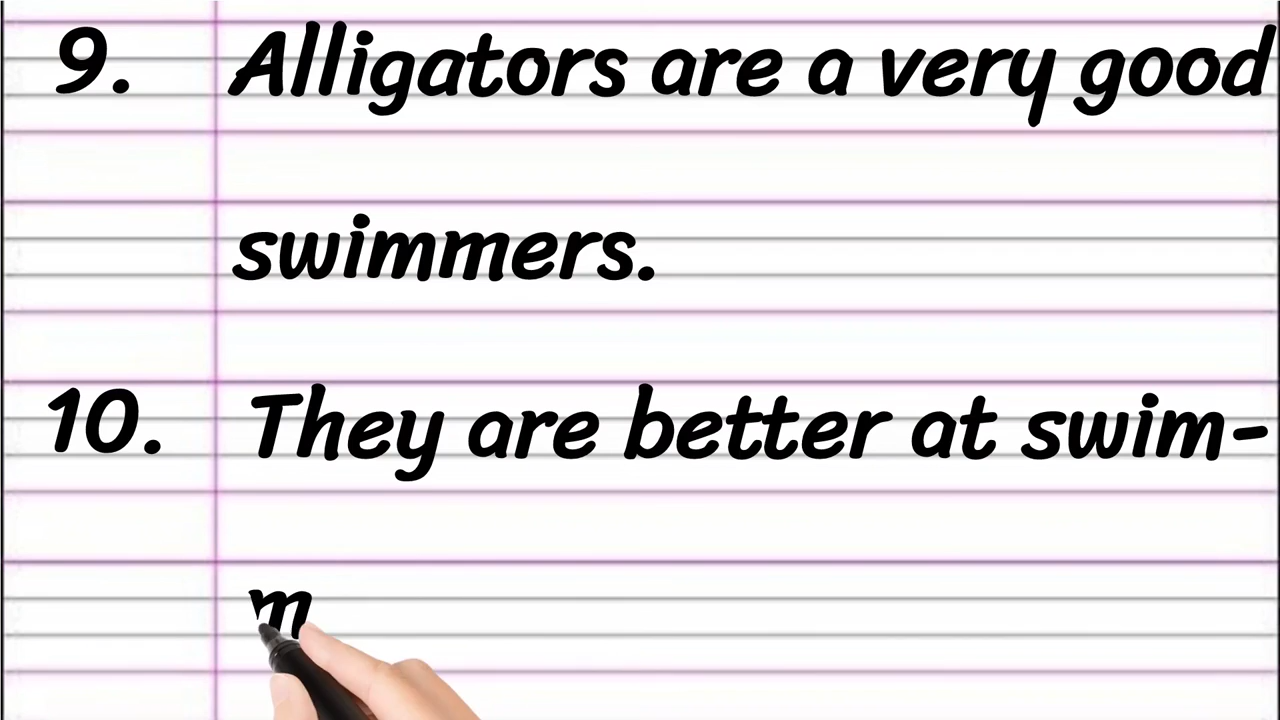 9. Alligators are a very good
swimmers.
10. They are better at swim-
m